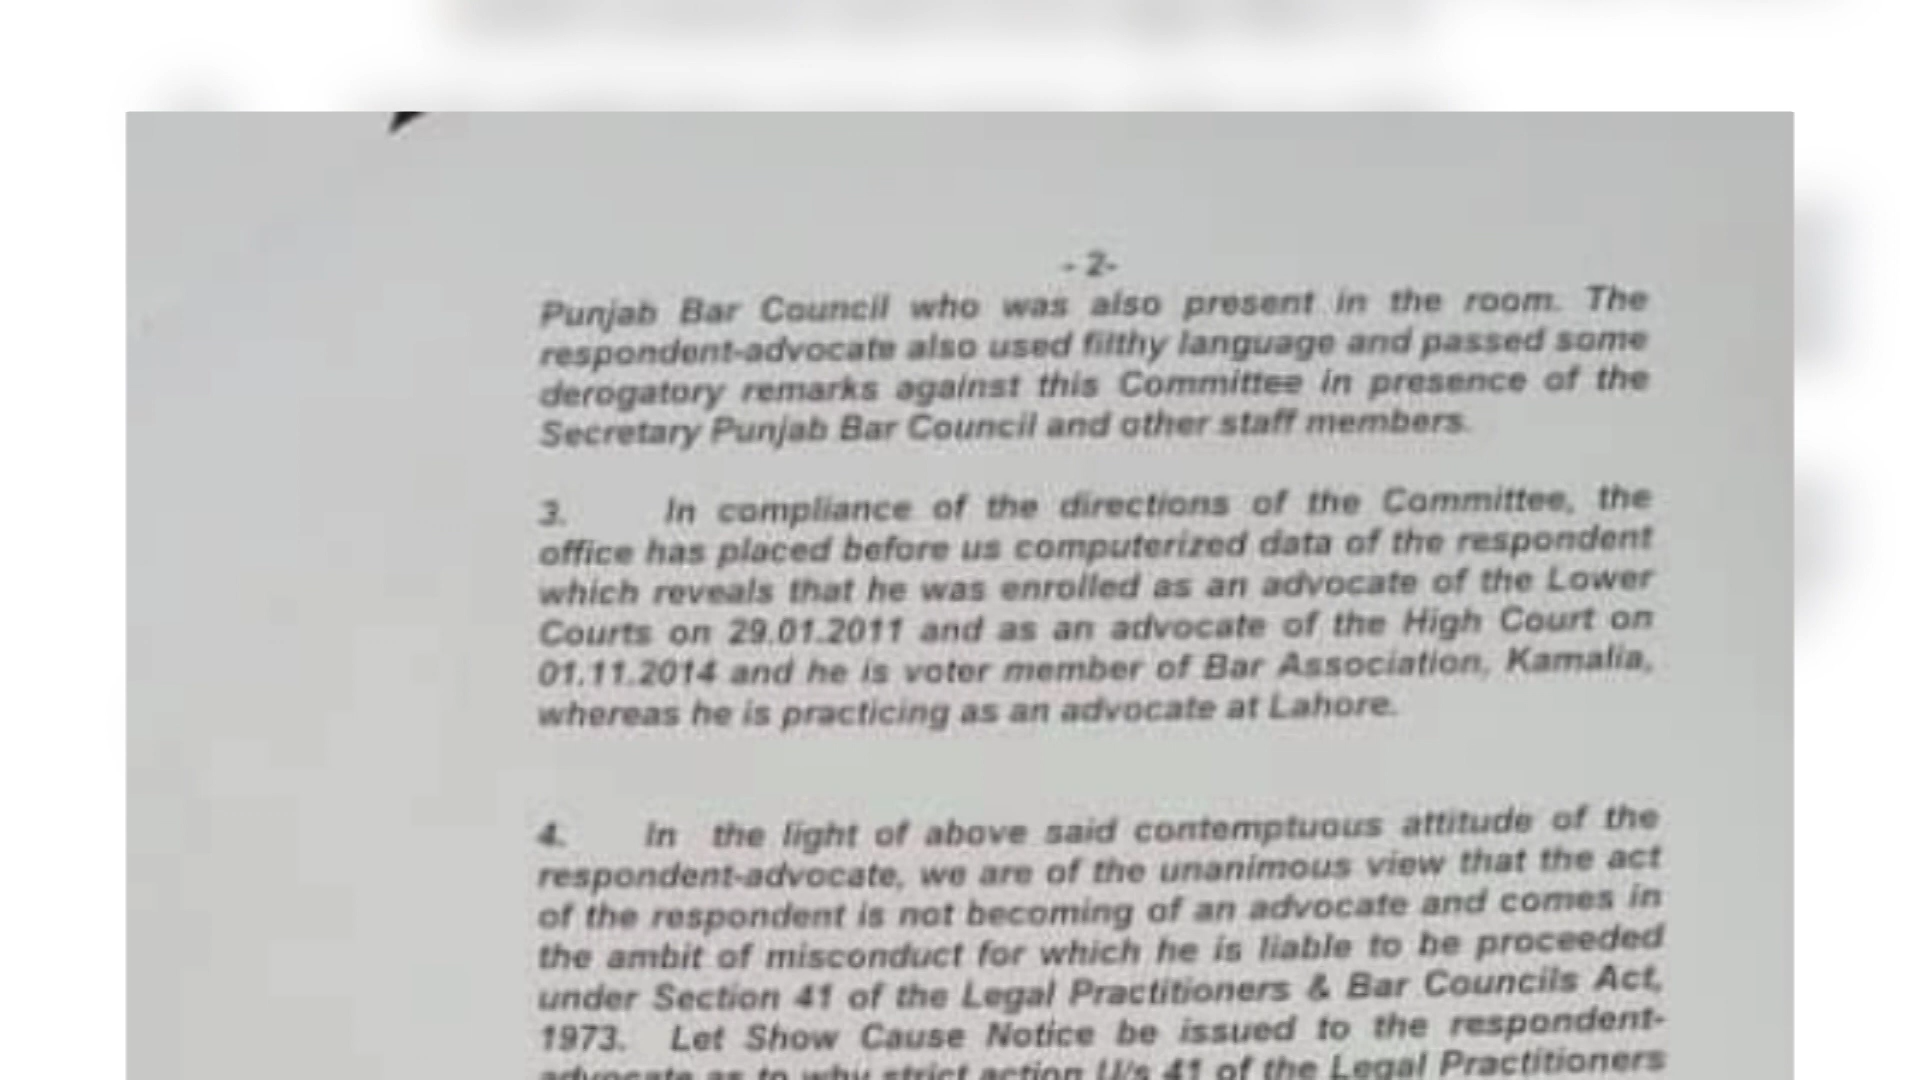 - 2-
Punjab Bar Council who was also present in the room. The
respondent-advocate also used filthy language and passed some
derogatory remarks against this Committee in presence of the
Secretary Punjab Bar Council and other staff members.
3. In compliance of the directions of the Committee, the
office has placed before us computerized data of the respondent
which reveals that he was enrolled as an advocate of the Lower
Courts on 29.01.2011 and as an advocate of the High Court on
01.11.2014 and he is voter member of Bar Association, Kamalia,
whereas he is practicing as an advocate at Lahore.
4. In the light of above said contemptuous attitude of the
respondent-advocate, we are of the unanimous view that the act
of the respondent is not becoming of an advocate and comes in
the ambit of misconduct for which he is liable to be proceeded
under Section 41 of the Legal Practitioners & Bar Councils Act,
1973. Let Show Cause Notice be issued to the respondent-
advocate as to why strict action U/s 41 of the Legal Practitioners